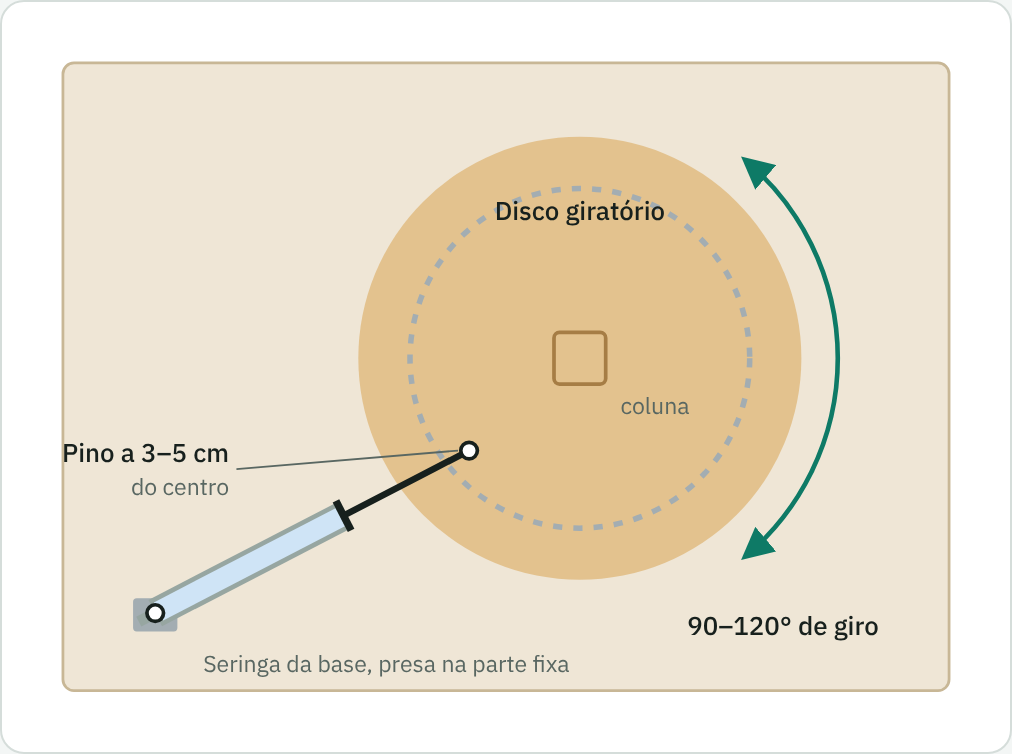 Disco giratório
coluna
Pino a 3–5 cm
do centro
90–120° de giro
Seringa da base, presa na parte fixa